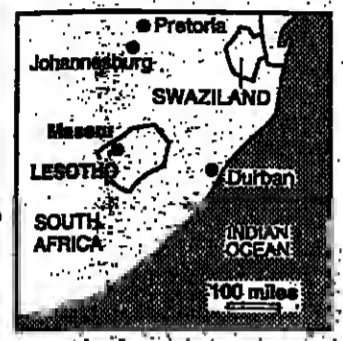 Pretoria
Johannesburg
SWAZILAND
Maseru
LESOTHO
Durban
SOUTH
AFRICA
INDIAN
OCEAN
100 miles